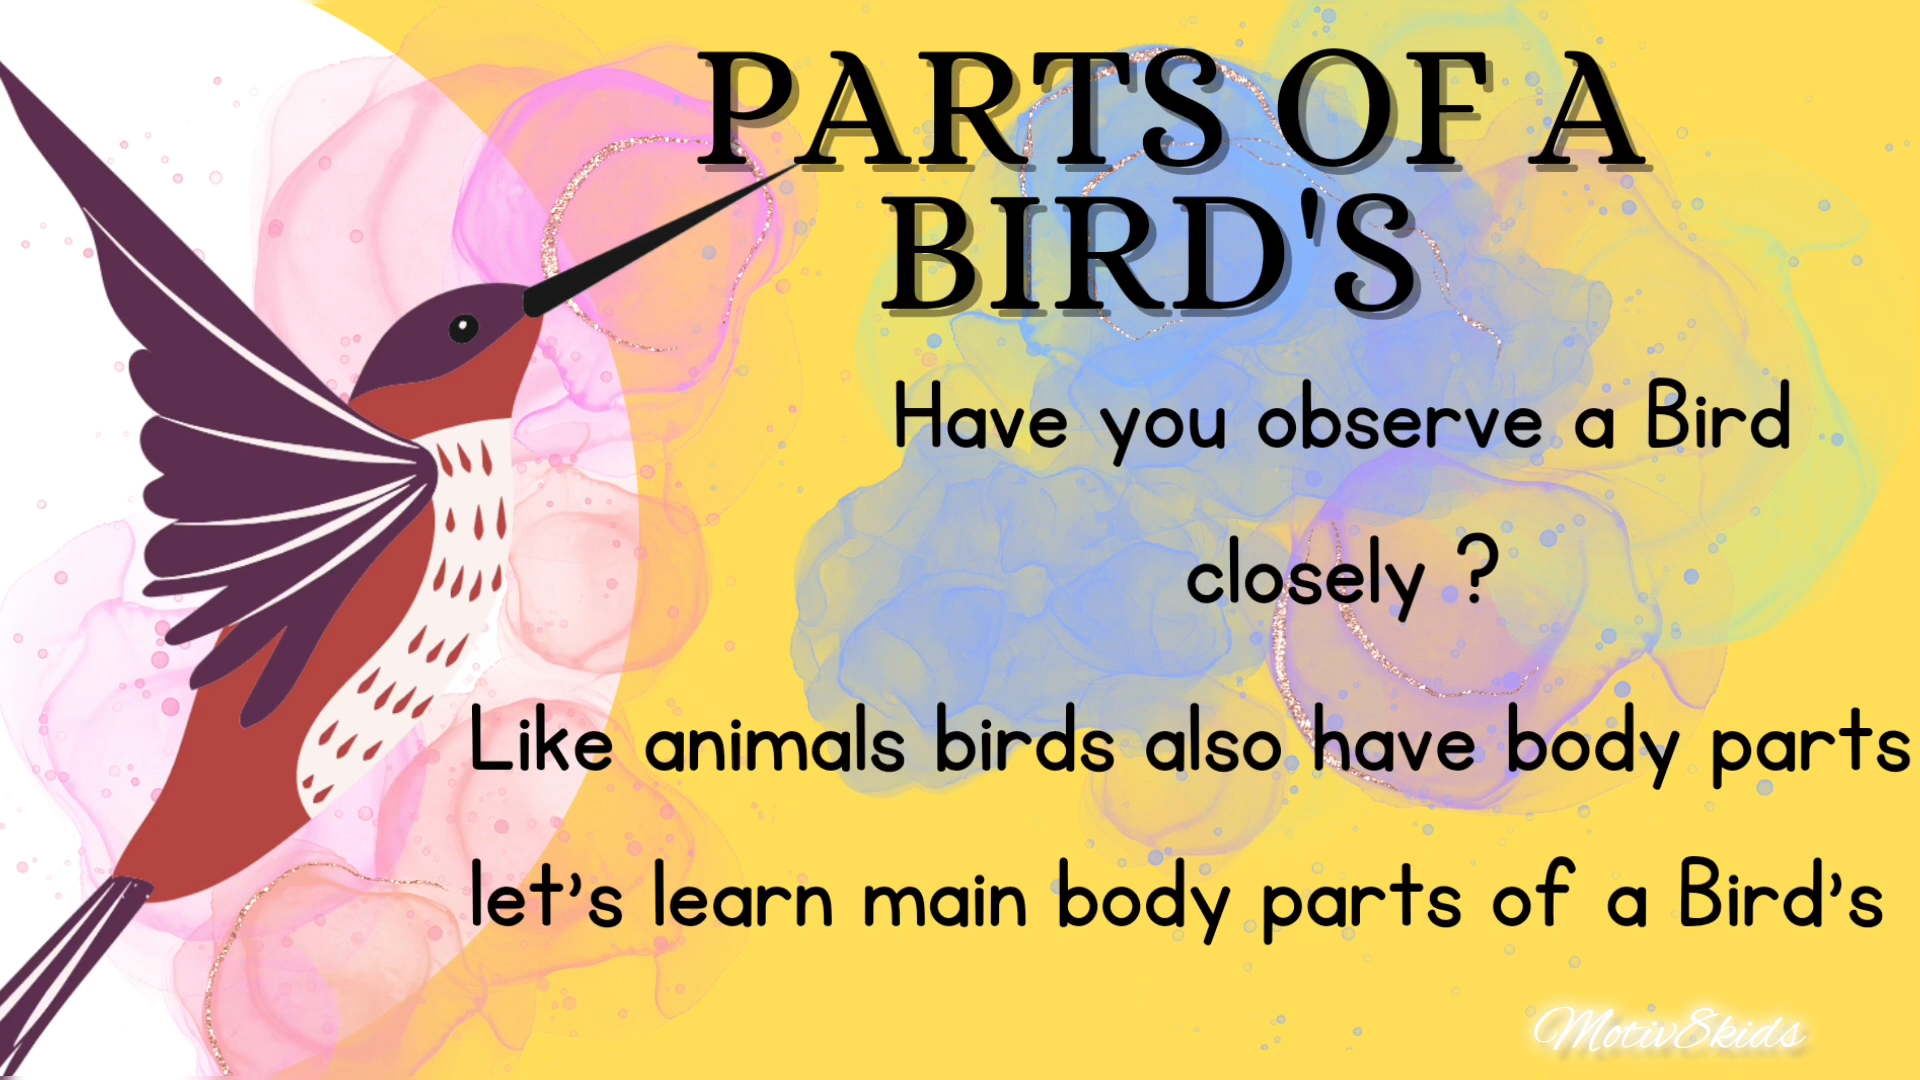 PARTS OF A
BIRD'S
Have you observe a Bird
closely ?
Like animals birds also have body parts
let's learn main body parts of a Bird's
Motiv8kids